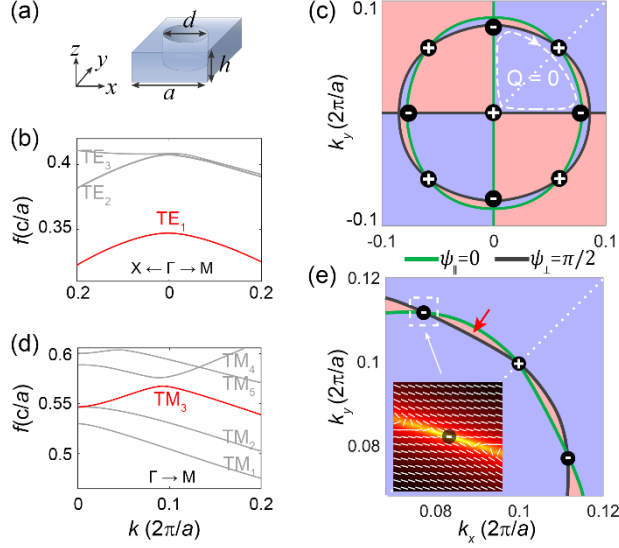 (a)
d
z
y
x
h
a
(b)
f(c/a)
0.4
0.35
TE3
TE2
TE1
X ← Γ → M
0.2
0
0.2
(c)
ky (2π/a)
0.1
0
-0.1
+
-
+
-
+
-
+
-
+
Q = 0
-0.1
0
0.1
ψ∥=0
ψ⊥=π/2
(d)
f(c/a)
0.6
0.55
0.5
TM4
TM5
TM3
TM2
TM1
Γ → M
0
0.1
0.2
k (2π/a)
(e)
ky (2π/a)
0.12
0.1
0.08
-
+
-
0.08
0.1
0.12
kx (2π/a)